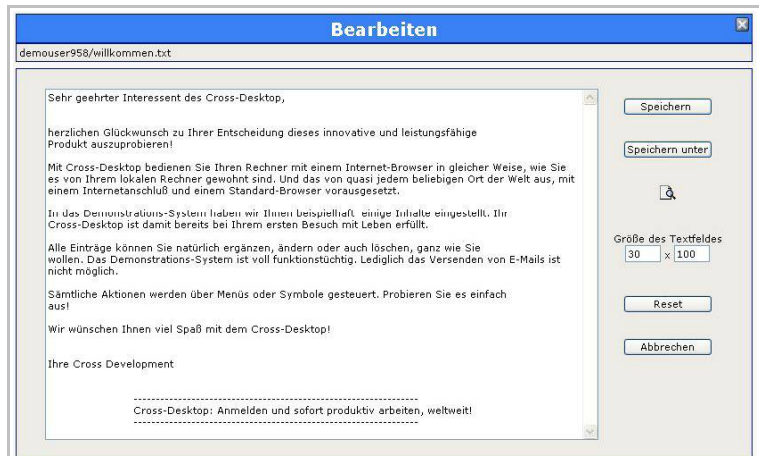 Bearbeiten
demouser958/willkommen.txt
Sehr geehrter Interessent des Cross-Desktop,
herzlichen Glückwunsch zu Ihrer Entscheidung dieses innovative und leistungsfähige
Produkt auszuprobieren!
Mit Cross-Desktop bedienen Sie Ihren Rechner mit einem Internet-Browser in gleicher Weise, wie Sie
es von Ihrem lokalen Rechner gewohnt sind. Und das von quasi jedem beliebigen Ort der Welt aus, mit
einem Internetanschluß und einem Standard-Browser vorausgesetzt.
In das Demonstrations-System haben wir Ihnen beispielhaft einige Inhalte eingestellt. Ihr
Cross-Desktop ist damit bereits bei Ihrem ersten Besuch mit Leben erfüllt.
Alle Einträge können Sie natürlich ergänzen, ändern oder auch löschen, ganz wie Sie
wollen. Das Demonstrations-System ist voll funktionstüchtig. Lediglich das Versenden von E-Mails ist
nicht möglich.
Sämtliche Aktionen werden über Menüs oder Symbole gesteuert. Probieren Sie es einfach
aus!
Wir wünschen Ihnen viel Spaß mit dem Cross-Desktop!
Ihre Cross Development
----------------------------------------------------------------
Cross-Desktop: Anmelden und sofort produktiv arbeiten, weltweit!
----------------------------------------------------------------
Speichern
Speichern unter
Größe des Textfeldes
30 x 100
Reset
Abbrechen